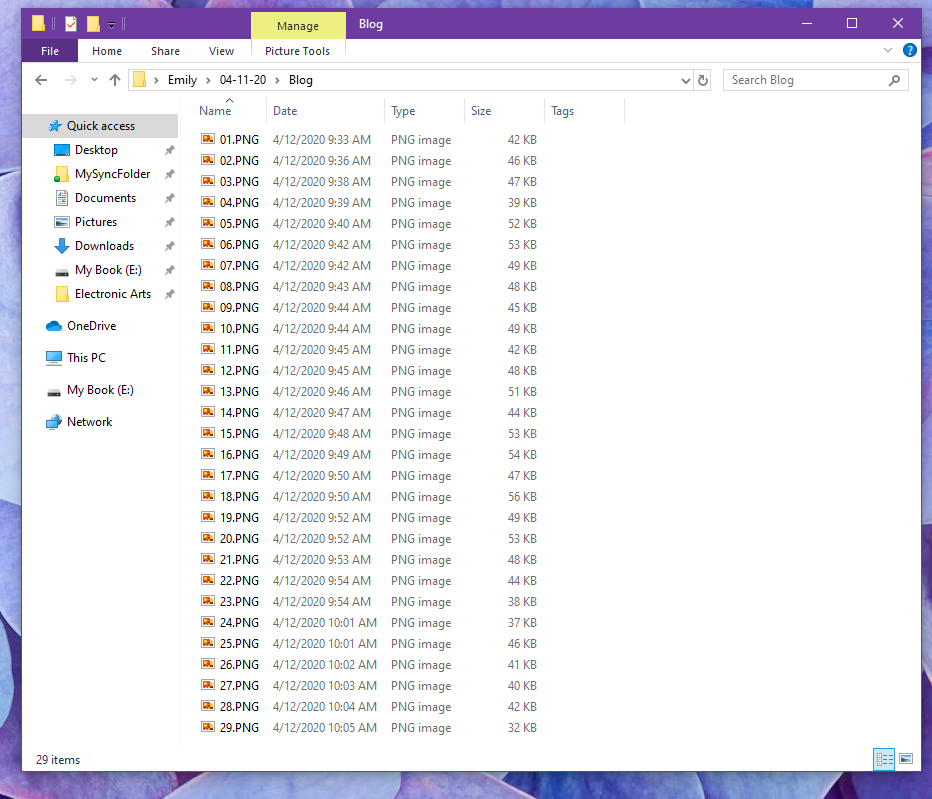 Manage Blog
File Home Share View Picture Tools
Emily › 04-11-20 › Blog Search Blog
Name Date Type Size Tags
Quick access
Desktop
MySyncFolder
Documents
Pictures
Downloads
My Book (E:)
Electronic Arts
OneDrive
This PC
My Book (E:)
Network
01.PNG 4/12/2020 9:33 AM PNG image 42 KB
02.PNG 4/12/2020 9:36 AM PNG image 46 KB
03.PNG 4/12/2020 9:38 AM PNG image 47 KB
04.PNG 4/12/2020 9:39 AM PNG image 39 KB
05.PNG 4/12/2020 9:40 AM PNG image 52 KB
06.PNG 4/12/2020 9:42 AM PNG image 53 KB
07.PNG 4/12/2020 9:42 AM PNG image 49 KB
08.PNG 4/12/2020 9:43 AM PNG image 48 KB
09.PNG 4/12/2020 9:44 AM PNG image 45 KB
10.PNG 4/12/2020 9:44 AM PNG image 49 KB
11.PNG 4/12/2020 9:45 AM PNG image 42 KB
12.PNG 4/12/2020 9:45 AM PNG image 48 KB
13.PNG 4/12/2020 9:46 AM PNG image 51 KB
14.PNG 4/12/2020 9:47 AM PNG image 44 KB
15.PNG 4/12/2020 9:48 AM PNG image 53 KB
16.PNG 4/12/2020 9:49 AM PNG image 54 KB
17.PNG 4/12/2020 9:50 AM PNG image 47 KB
18.PNG 4/12/2020 9:50 AM PNG image 56 KB
19.PNG 4/12/2020 9:52 AM PNG image 49 KB
20.PNG 4/12/2020 9:52 AM PNG image 53 KB
21.PNG 4/12/2020 9:53 AM PNG image 48 KB
22.PNG 4/12/2020 9:54 AM PNG image 44 KB
23.PNG 4/12/2020 9:54 AM PNG image 38 KB
24.PNG 4/12/2020 10:01 AM PNG image 37 KB
25.PNG 4/12/2020 10:01 AM PNG image 46 KB
26.PNG 4/12/2020 10:02 AM PNG image 41 KB
27.PNG 4/12/2020 10:03 AM PNG image 40 KB
28.PNG 4/12/2020 10:04 AM PNG image 42 KB
29.PNG 4/12/2020 10:05 AM PNG image 32 KB
29 items